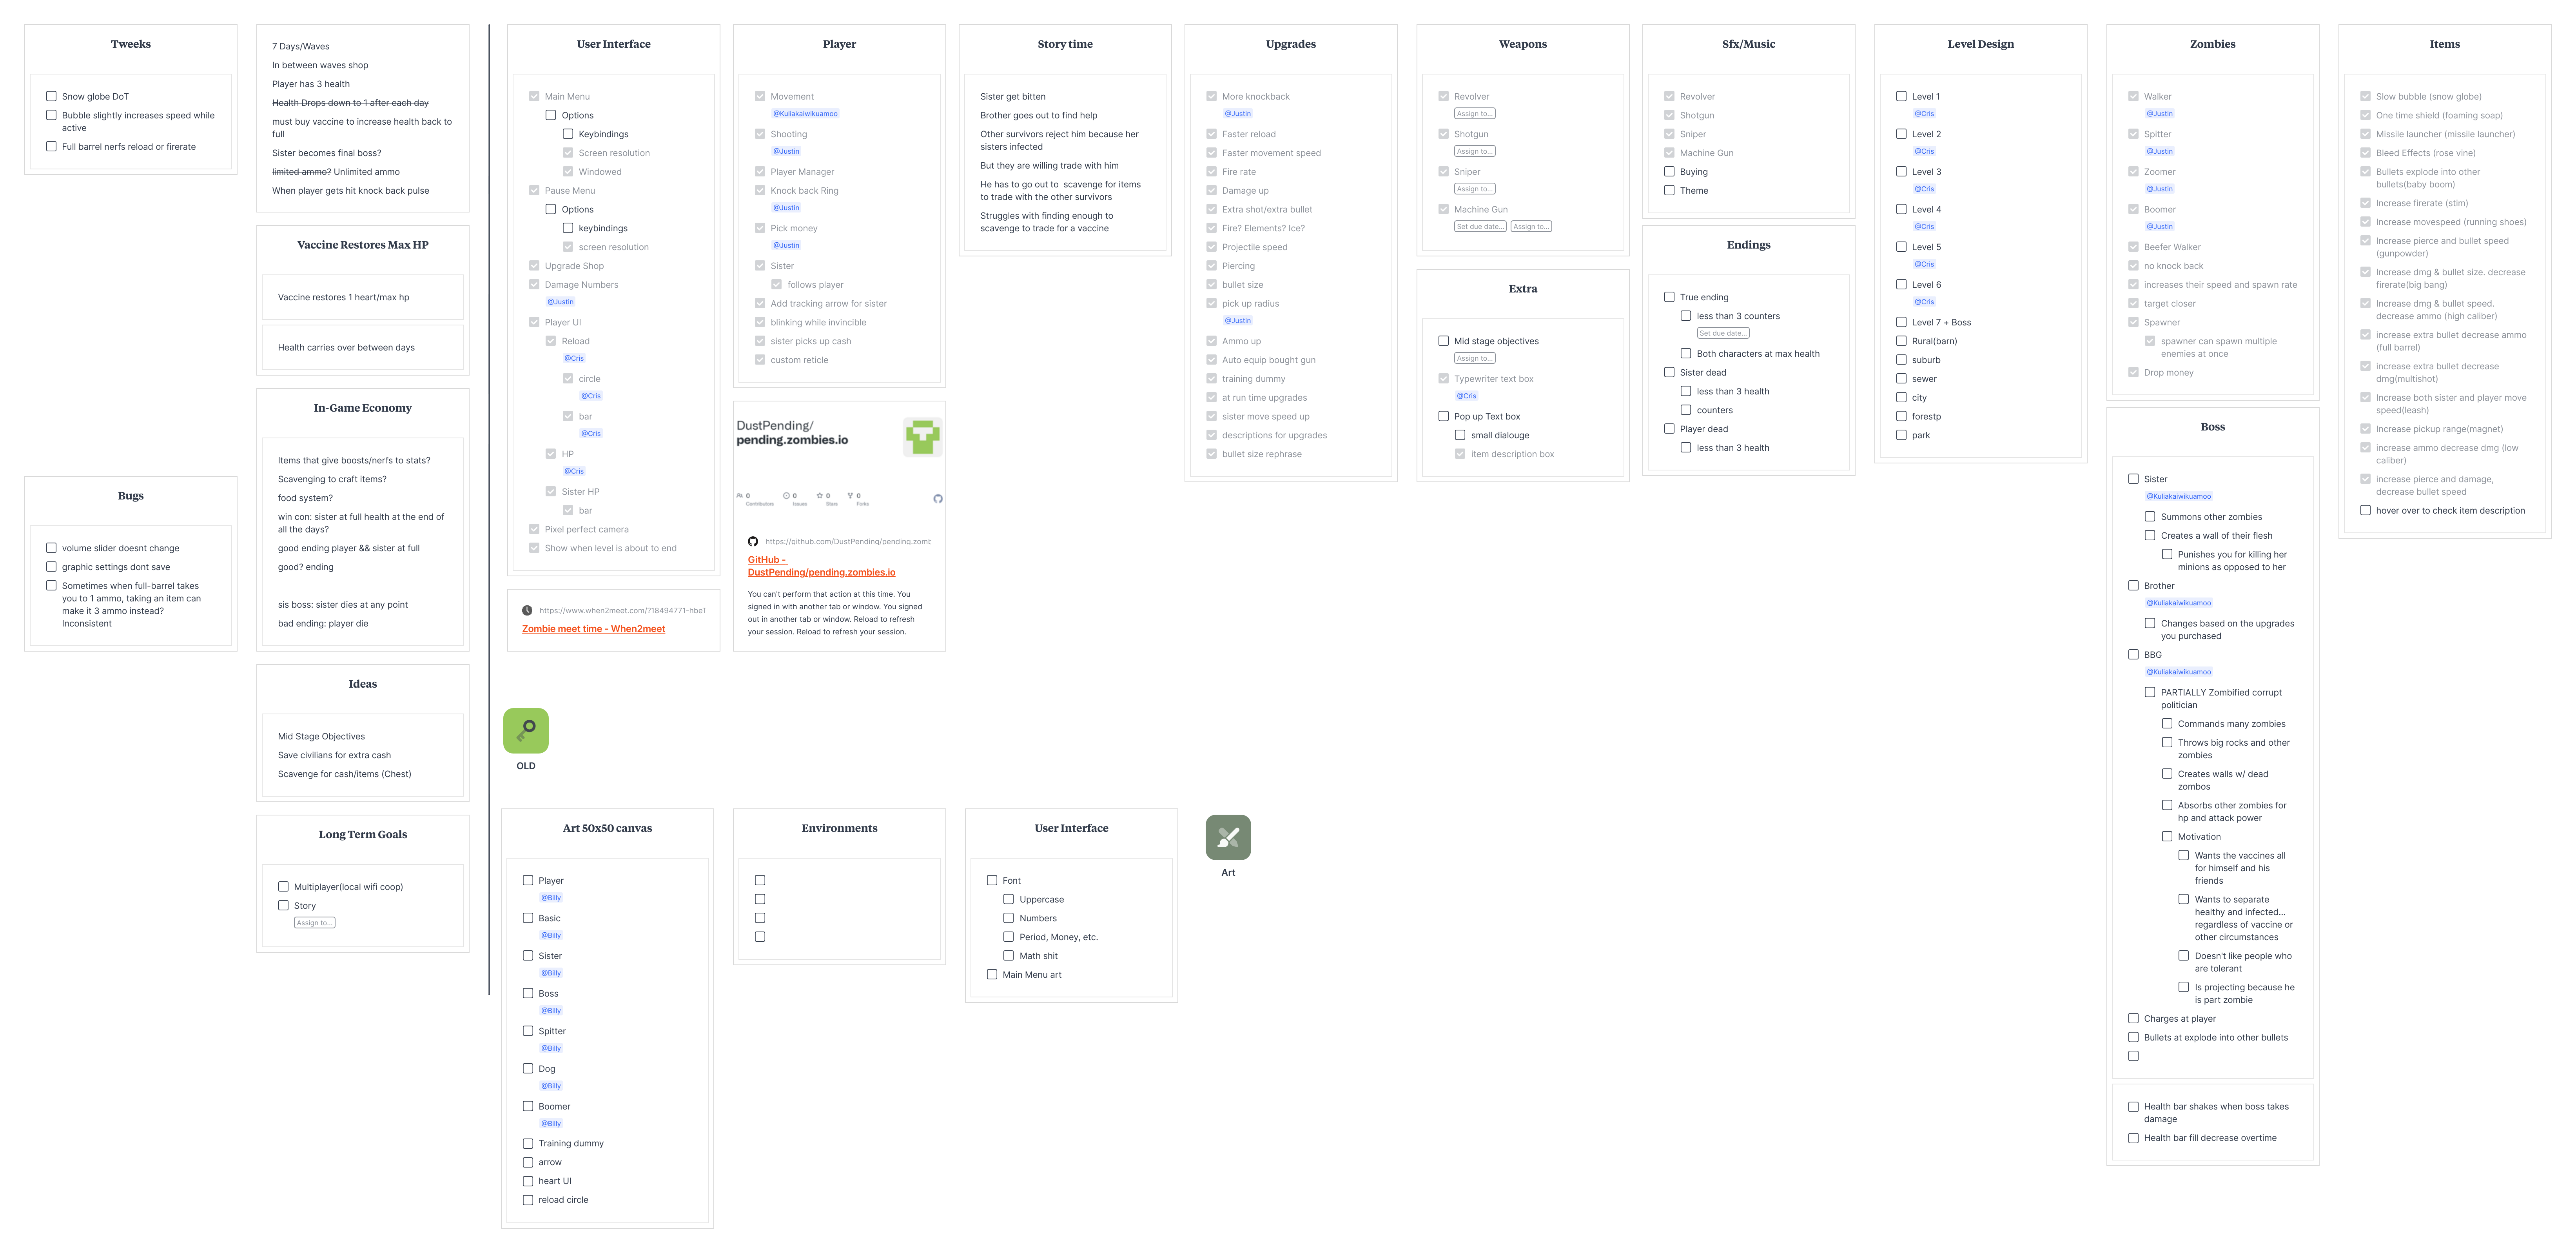 Tweeks
Snow globe DoT
Bubble slightly increases speed while
active
Full barrel nerfs reload or firerate
Bugs
volume slider doesnt change
graphic settings dont save
Sometimes when full-barrel takes
you to 1 ammo, taking an item can
make it 3 ammo instead?
Inconsistent
7 Days/Waves
In between waves shop
Player has 3 health
Health Drops down to 1 after each day
must buy vaccine to increase health back to
full
Sister becomes final boss?
limited ammo? Unlimited ammo
When player gets hit knock back pulse
Vaccine Restores Max HP
Vaccine restores 1 heart/max hp
Health carries over between days
In-Game Economy
Items that give boosts/nerfs to stats?
Scavenging to craft items?
food system?
win con: sister at full health at the end of
all the days?
good ending player && sister at full
good? ending
sis boss: sister dies at any point
bad ending: player die
Ideas
Mid Stage Objectives
Save civilians for extra cash
Scavenge for cash/items (Chest)
Long Term Goals
Multiplayer(local wifi coop)
Story
Assign to...
User Interface
Main Menu
Options
Keybindings
Screen resolution
Windowed
Pause Menu
Options
keybindings
screen resolution
Upgrade Shop
Damage Numbers
@Justin
Player UI
Reload
@Cris
circle
@Cris
bar
@Cris
HP
@Cris
Sister HP
bar
Pixel perfect camera
Show when level is about to end
https://www.when2meet.com/?18494771-hbe1
Zombie meet time - When2meet
Player
Movement
@Kuliakaiwikuamoo
Shooting
@Justin
Player Manager
Knock back Ring
@Justin
Pick money
@Justin
Sister
follows player
Add tracking arrow for sister
blinking while invincible
sister picks up cash
custom reticle
DustPending/
pending.zombies.io
0
Contributors
0
Issues
0
Stars
0
Forks
https://github.com/DustPending/pending.zomb
GitHub -
DustPending/pending.zombies.io
You can't perform that action at this time. You
signed in with another tab or window. You signed
out in another tab or window. Reload to refresh
your session. Reload to refresh your session.
Story time
Sister get bitten
Brother goes out to find help
Other survivors reject him because her
sisters infected
But they are willing trade with him
He has to go out to scavenge for items
to trade with the other survivors
Struggles with finding enough to
scavenge to trade for a vaccine
Upgrades
More knockback
@Justin
Faster reload
Faster movement speed
Fire rate
Damage up
Extra shot/extra bullet
Fire? Elements? Ice?
Projectile speed
Piercing
bullet size
pick up radius
@Justin
Ammo up
Auto equip bought gun
training dummy
at run time upgrades
sister move speed up
descriptions for upgrades
bullet size rephrase
Weapons
Revolver
Assign to...
Shotgun
Assign to...
Sniper
Assign to...
Machine Gun
Set due date... Assign to...
Extra
Mid stage objectives
Assign to...
Typewriter text box
@Cris
Pop up Text box
small dialouge
item description box
Sfx/Music
Revolver
Shotgun
Sniper
Machine Gun
Buying
Theme
Endings
True ending
less than 3 counters
Set due date...
Both characters at max health
Sister dead
less than 3 health
counters
Player dead
less than 3 health
Level Design
Level 1
@Cris
Level 2
@Cris
Level 3
@Cris
Level 4
@Cris
Level 5
@Cris
Level 6
@Cris
Level 7 + Boss
Rural(barn)
suburb
sewer
city
forestp
park
Zombies
Walker
@Justin
Spitter
@Justin
Zoomer
@Justin
Boomer
@Justin
Beefer Walker
no knock back
increases their speed and spawn rate
target closer
Spawner
spawner can spawn multiple
enemies at once
Drop money
Boss
Sister
@Kuliakaiwikuamoo
Summons other zombies
Creates a wall of their flesh
Punishes you for killing her
minions as opposed to her
Brother
@Kuliakaiwikuamoo
Changes based on the upgrades
you purchased
BBG
@Kuliakaiwikuamoo
PARTIALLY Zombified corrupt
politician
Commands many zombies
Throws big rocks and other
zombies
Creates walls w/ dead
zombos
Absorbs other zombies for
hp and attack power
Motivation
Wants the vaccines all
for himself and his
friends
Wants to separate
healthy and infected...
regardless of vaccine or
other circumstances
Doesn't like people who
are tolerant
Is projecting because he
is part zombie
Charges at player
Bullets at explode into other bullets
Health bar shakes when boss takes
damage
Health bar fill decrease overtime
Items
Slow bubble (snow globe)
One time shield (foaming soap)
Missile launcher (missile launcher)
Bleed Effects (rose vine)
Bullets explode into other
bullets(baby boom)
Increase firerate (stim)
Increase movespeed (running shoes)
Increase pierce and bullet speed
(gunpowder)
Increase dmg & bullet size. decrease
firerate(big bang)
Increase dmg & bullet speed.
decrease ammo (high caliber)
increase extra bullet decrease ammo
(full barrel)
increase extra bullet decrease
dmg(multishot)
Increase both sister and player move
speed(leash)
Increase pickup range(magnet)
increase ammo decrease dmg (low
caliber)
increase pierce and damage,
decrease bullet speed
hover over to check item description
OLD
Art 50x50 canvas
Player
@Billy
Basic
@Billy
Sister
@Billy
Boss
@Billy
Spitter
@Billy
Dog
@Billy
Boomer
@Billy
Training dummy
arrow
heart UI
reload circle
Environments
User Interface
Font
Uppercase
Numbers
Period, Money, etc.
Math shit
Main Menu art
Art